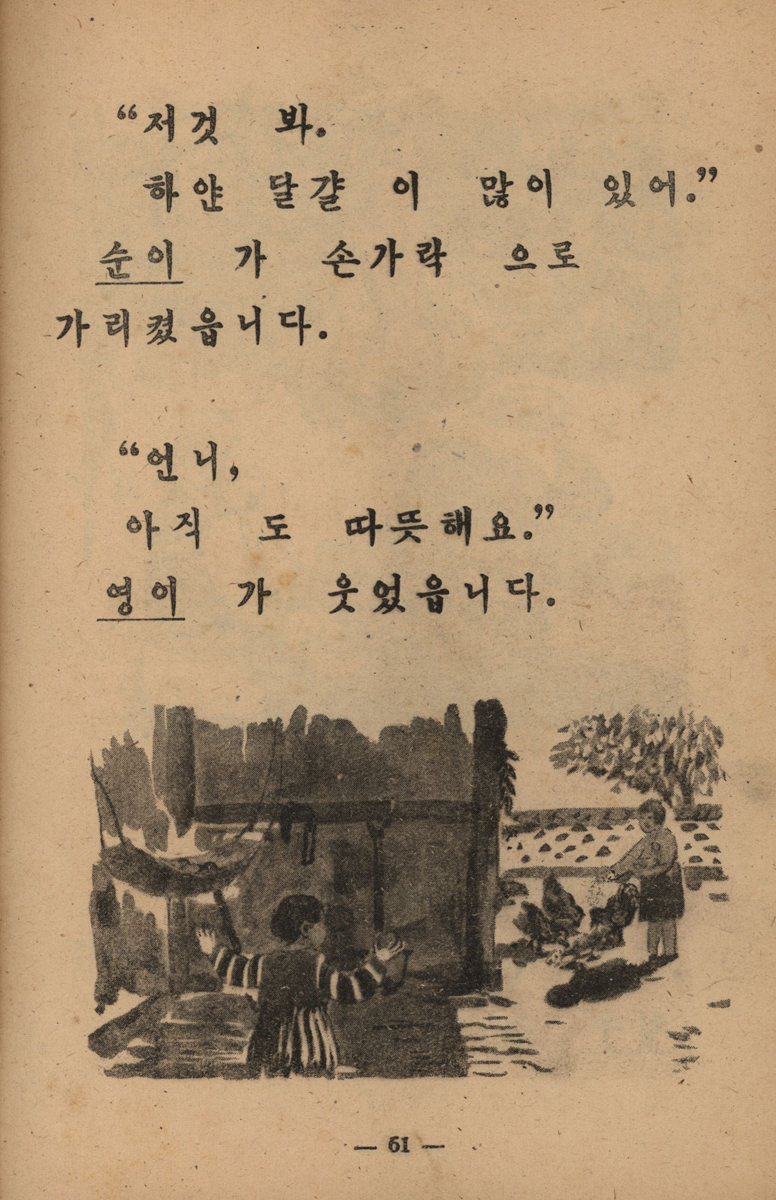 “저것 봐.
하얀 달걀 이 많이 있어.”
순이 가 손가락 으로
가리켰읍니다.
“언니,
아직 도 따뜻해요.”
영이 가 웃었읍니다.
— 61 —